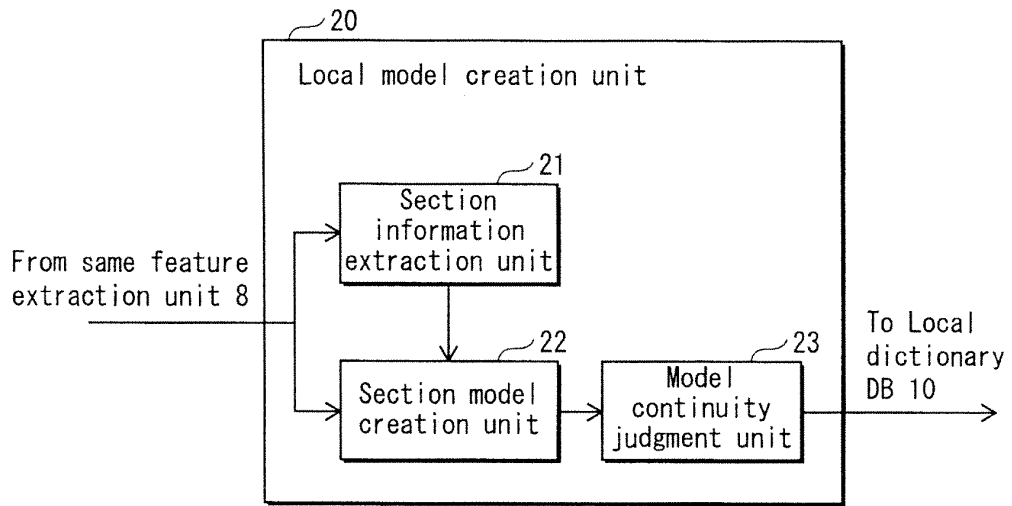 20
Local model creation unit
21
Section
information
extraction unit
From same feature
extraction unit 8
22
Section model
creation unit
23
Model
continuity
judgment unit
To Local
dictionary
DB 10